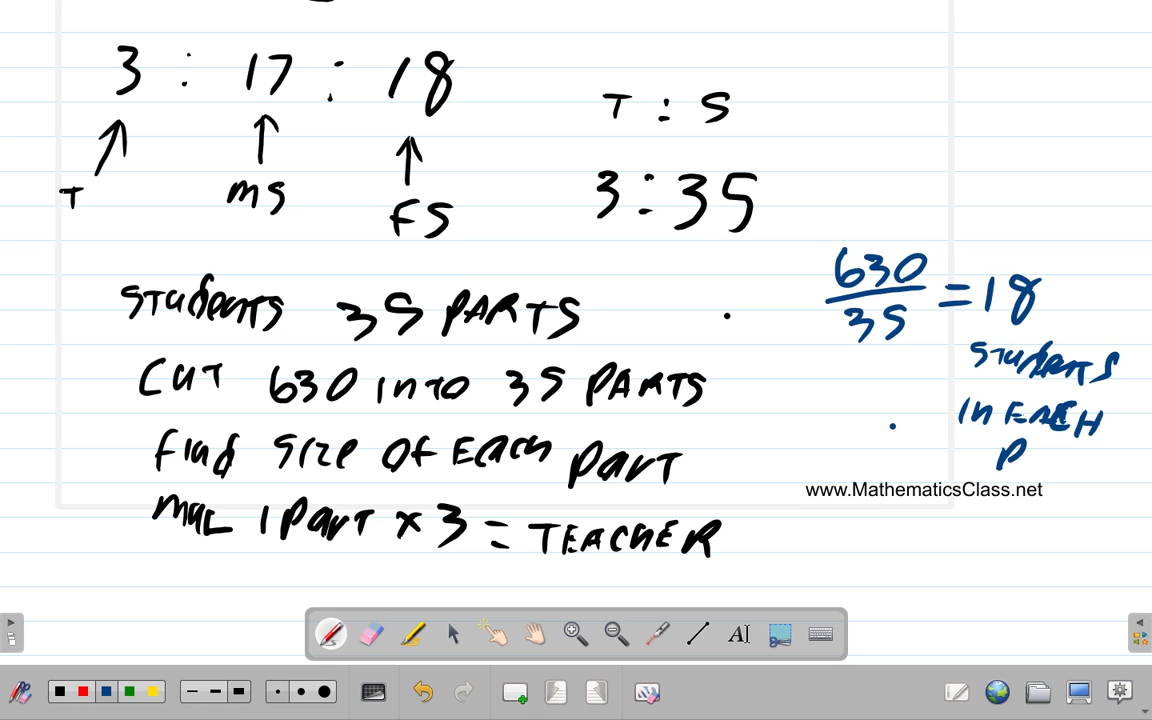 3 : 17 : 18
T MS FS
T : S
3 : 35
Students 35 PARTS
CUT 630 into 35 PARTS
Find Size OF Each Part
MUL 1 Part x 3 = TEACHER
630
35
= 18
Students
In EACH
P
www.MathematicsClass.net
AI